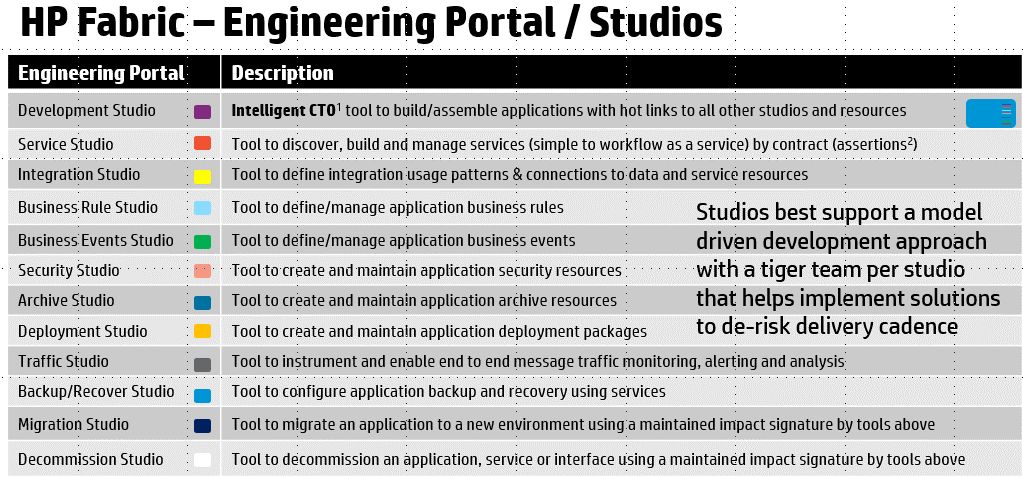 HP Fabric – Engineering Portal / Studios
Engineering Portal Description
Development Studio Intelligent CTO¹ tool to build/assemble applications with hot links to all other studios and resources
Service Studio Tool to discover, build and manage services (simple to workflow as a service) by contract (assertions²)
Integration Studio Tool to define integration usage patterns & connections to data and service resources
Business Rule Studio Tool to define/manage application business rules
Business Events Studio Tool to define/manage application business events
Security Studio Tool to create and maintain application security resources
Archive Studio Tool to create and maintain application archive resources
Deployment Studio Tool to create and maintain application deployment packages
Traffic Studio Tool to instrument and enable end to end message traffic monitoring, alerting and analysis
Backup/Recover Studio Tool to configure application backup and recovery using services
Migration Studio Tool to migrate an application to a new environment using a maintained impact signature by tools above
Decommission Studio Tool to decommission an application, service or interface using a maintained impact signature by tools above
Studios best support a model
driven development approach
with a tiger team per studio
that helps implement solutions
to de-risk delivery cadence